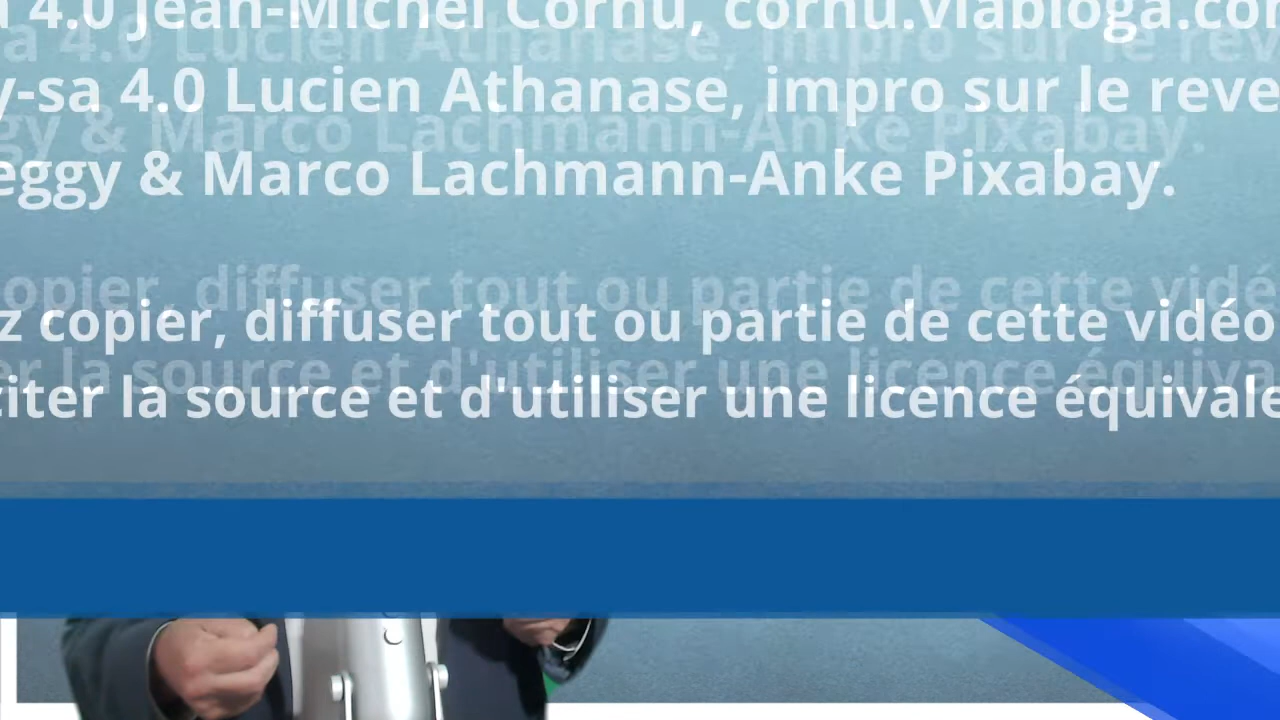 4.0 Jean-Michel Cornu, cornu.viabloga.com
y-sa 4.0 Lucien Athanase, impro sur le reve
eggy & Marco Lachmann-Anke Pixabay.
z copier, diffuser tout ou partie de cette vidéo
citer la source et d'utiliser une licence équivale